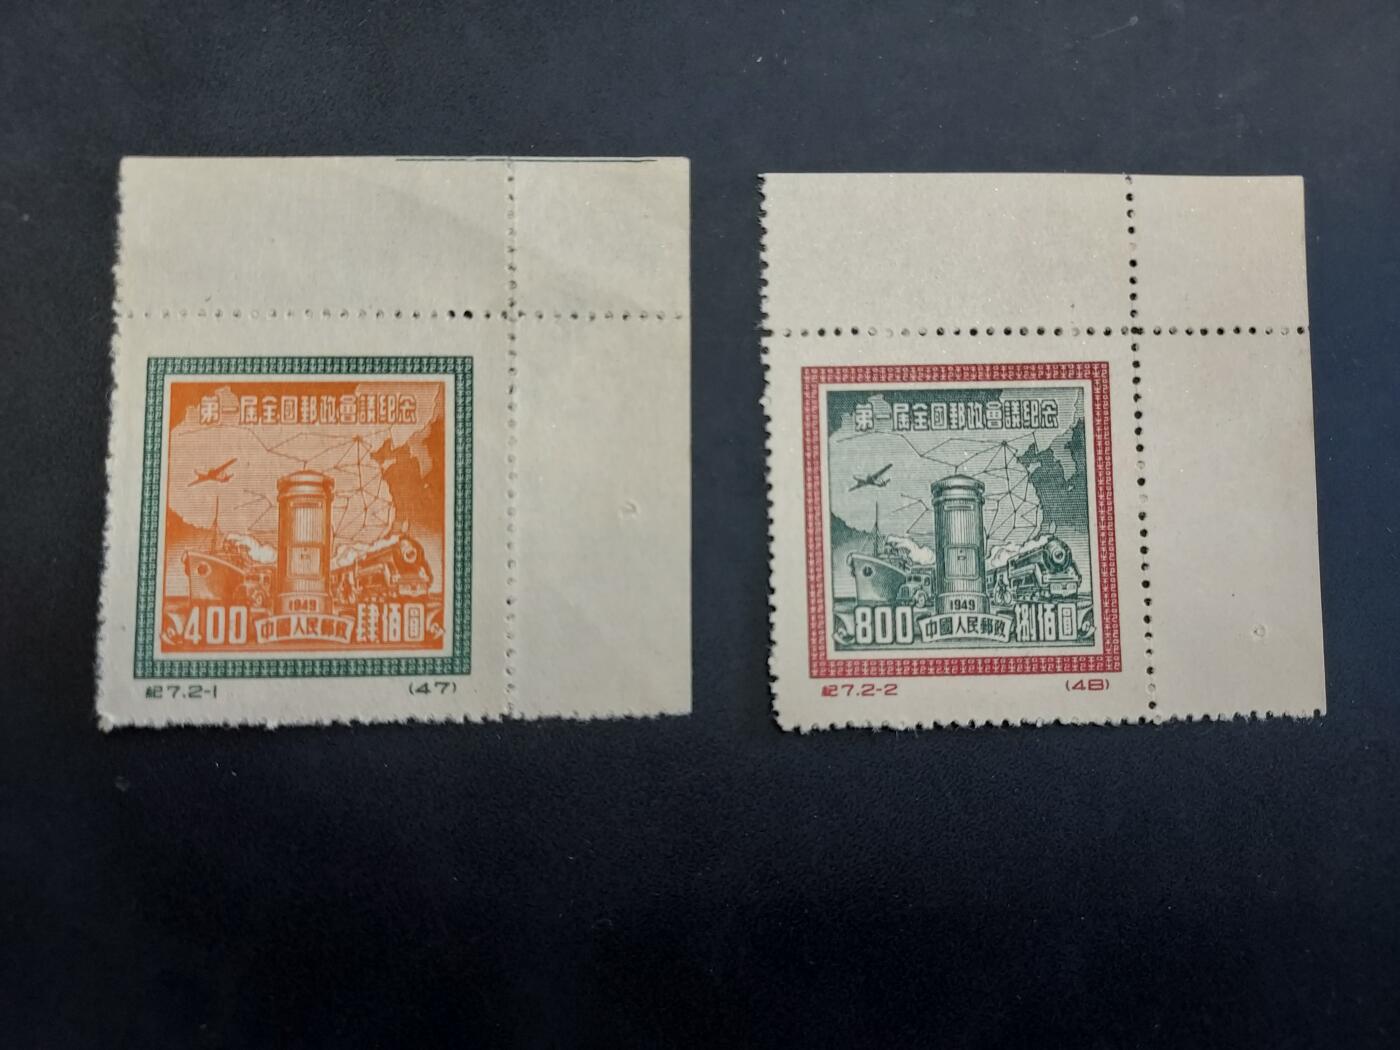 第一届全國郵政會議紀念
1949
400 中國人民郵政 肆佰圓
紀7.2-1 (47)
第一届全國郵政會議紀念
1949
800 中國人民郵政 捌佰圓
紀7.2-2 (48)